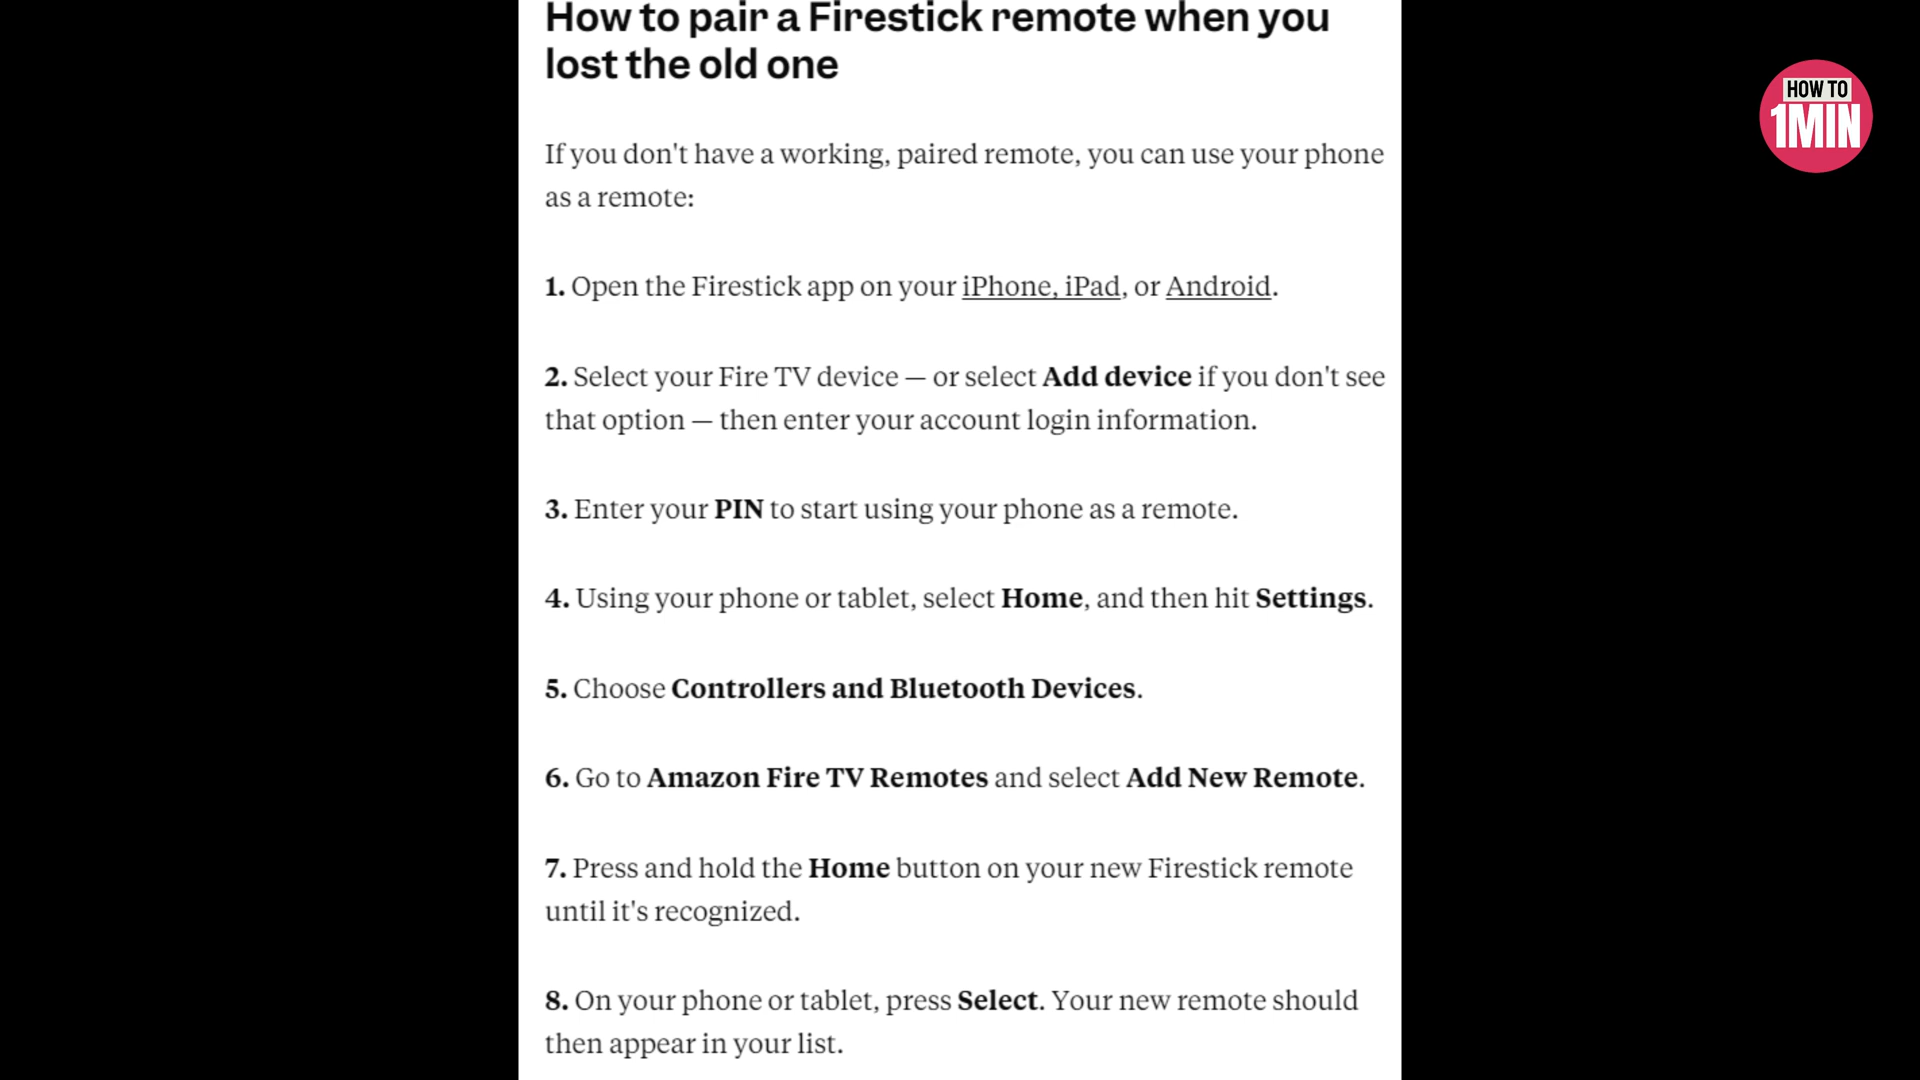 How to pair a Firestick remote when you
lost the old one
HOW TO
1MIN
If you don't have a working, paired remote, you can use your phone
as a remote:
1. Open the Firestick app on your iPhone, iPad, or Android.
2. Select your Fire TV device — or select Add device if you don't see
that option — then enter your account login information.
3. Enter your PIN to start using your phone as a remote.
4. Using your phone or tablet, select Home, and then hit Settings.
5. Choose Controllers and Bluetooth Devices.
6. Go to Amazon Fire TV Remotes and select Add New Remote.
7. Press and hold the Home button on your new Firestick remote
until it's recognized.
8. On your phone or tablet, press Select. Your new remote should
then appear in your list.